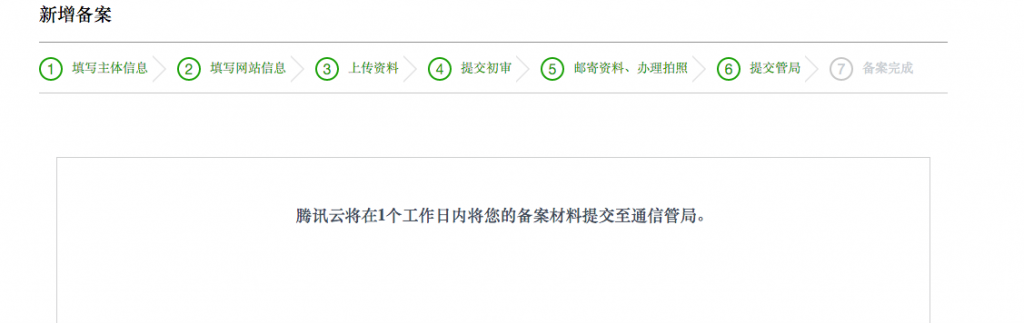 新增备案
1 填写主体信息 2 填写网站信息 3 上传资料 4 提交初审 5 邮寄资料、办理拍照 6 提交管局 7 备案完成
腾讯云将在1个工作日内将您的备案材料提交至通信管局。